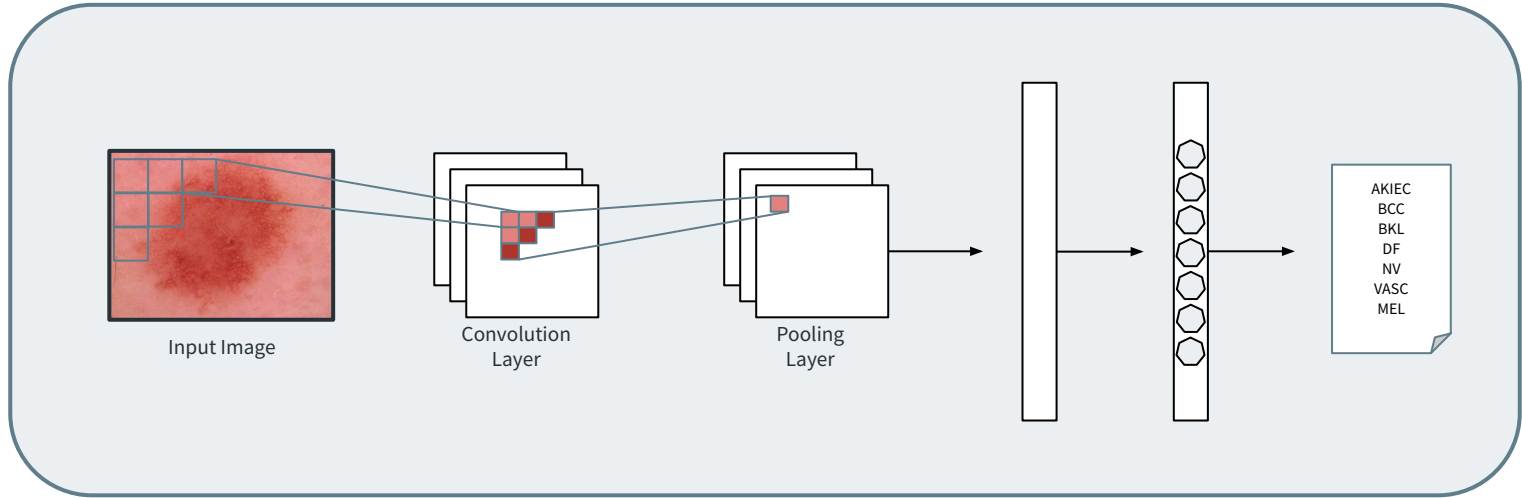 Input Image
Convolution
Layer
Pooling
Layer
AKIEC
BCC
BKL
DF
NV
VASC
MEL